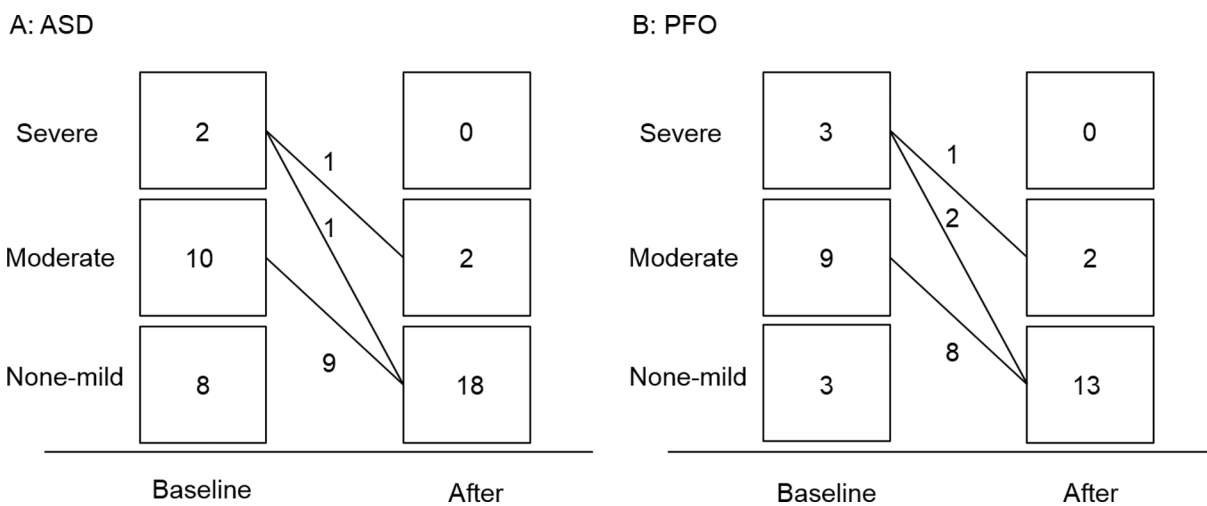 A: ASD
Severe 2 0
1
1
Moderate 10 2
9
None-mild 8 18
Baseline After
B: PFO
Severe 3 0
1
2
Moderate 9 2
8
None-mild 3 13
Baseline After